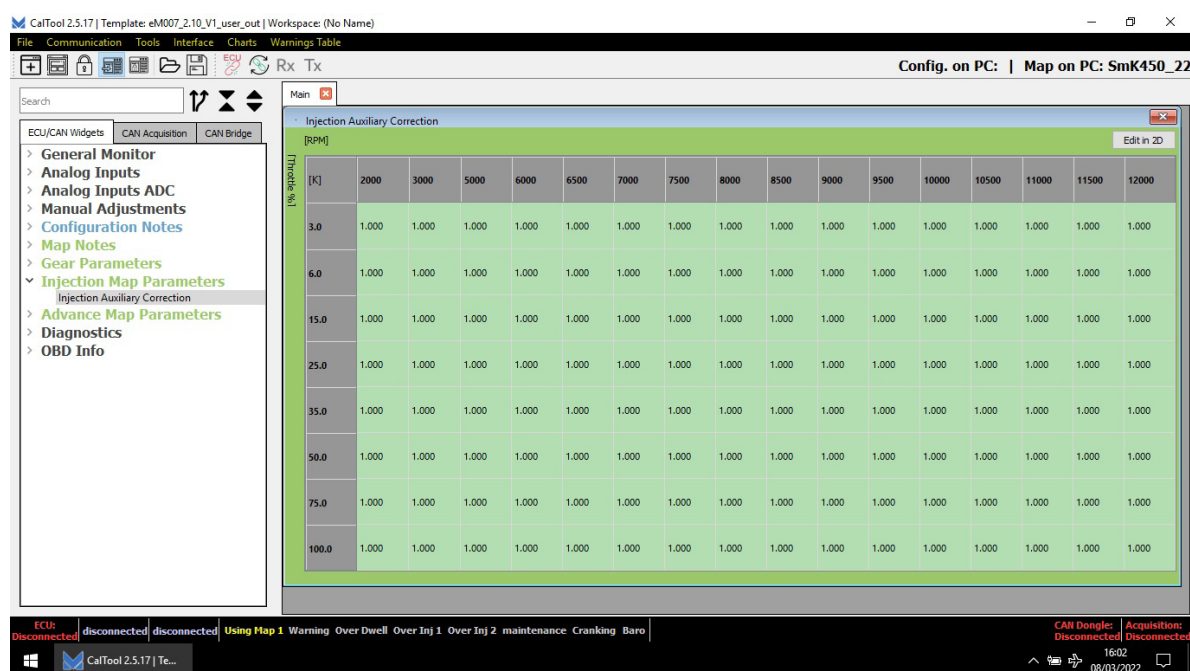 CalTool 2.5.17 | Template: eM007_2.10_V1_user_out | Workspace: (No Name)
File Communication Tools Interface Charts Warnings Table
ECU Rx Tx Config. on PC: | Map on PC: SmK450_22
Search
Main
ECU/CAN Widgets CAN Acquisition CAN Bridge
General Monitor
Analog Inputs
Analog Inputs ADC
Manual Adjustments
Configuration Notes
Map Notes
Gear Parameters
Injection Map Parameters
Injection Auxiliary Correction
Advance Map Parameters
Diagnostics
OBD Info
Injection Auxiliary Correction
[RPM] Edit in 2D
[Throttle %]
[K] 2000 3000 5000 6000 6500 7000 7500 8000 8500 9000 9500 10000 10500 11000 11500 12000
3.0 1.000 1.000 1.000 1.000 1.000 1.000 1.000 1.000 1.000 1.000 1.000 1.000 1.000 1.000 1.000 1.000
6.0 1.000 1.000 1.000 1.000 1.000 1.000 1.000 1.000 1.000 1.000 1.000 1.000 1.000 1.000 1.000 1.000
15.0 1.000 1.000 1.000 1.000 1.000 1.000 1.000 1.000 1.000 1.000 1.000 1.000 1.000 1.000 1.000 1.000
25.0 1.000 1.000 1.000 1.000 1.000 1.000 1.000 1.000 1.000 1.000 1.000 1.000 1.000 1.000 1.000 1.000
35.0 1.000 1.000 1.000 1.000 1.000 1.000 1.000 1.000 1.000 1.000 1.000 1.000 1.000 1.000 1.000 1.000
50.0 1.000 1.000 1.000 1.000 1.000 1.000 1.000 1.000 1.000 1.000 1.000 1.000 1.000 1.000 1.000 1.000
75.0 1.000 1.000 1.000 1.000 1.000 1.000 1.000 1.000 1.000 1.000 1.000 1.000 1.000 1.000 1.000 1.000
100.0 1.000 1.000 1.000 1.000 1.000 1.000 1.000 1.000 1.000 1.000 1.000 1.000 1.000 1.000 1.000 1.000
ECU:
Disconnected disconnected disconnected Using Map 1 Warning Over Dwell Over Inj 1 Over Inj 2 maintenance Cranking Baro
CAN Dongle: Acquisition:
Disconnected Disconnected
CalTool 2.5.17 | Te...
16:02
08/03/2022